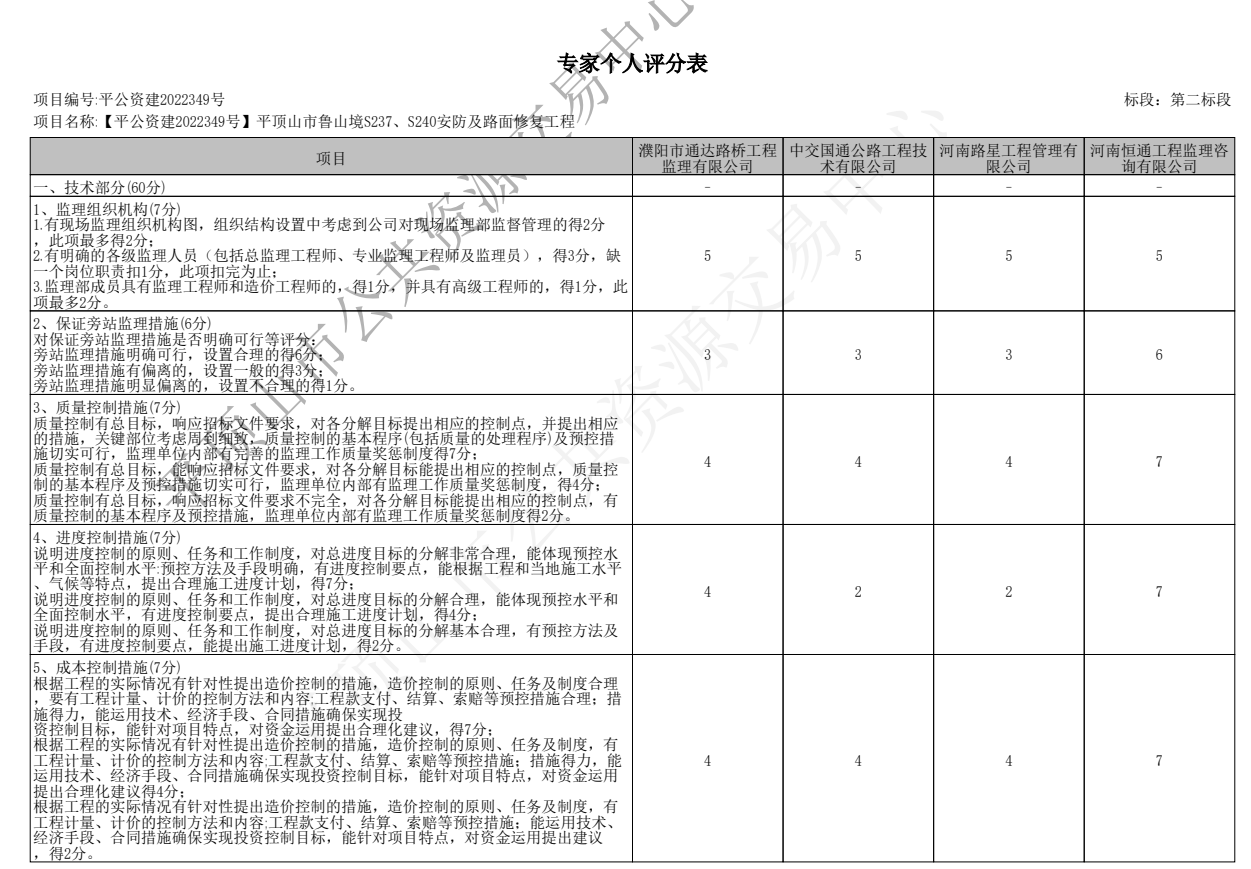 专家个人评分表
项目编号:平公资建2022349号
标段：第二标段
项目名称:【平公资建2022349号】平顶山市鲁山境S237、S240安防及路面修复工程
项目
濮阳市通达路桥工程
监理有限公司
中交国通公路工程技
术有限公司
河南路星工程管理有
限公司
河南恒通工程监理咨
询有限公司
一、技术部分(60分)
- - - -
1、监理组织机构(7分)
1.有现场监理组织机构图，组织结构设置中考虑到公司对现场监理部监督管理的得2分
，此项最多得2分；
2.有明确的各级监理人员（包括总监理工程师、专业监理工程师及监理员），得3分，缺
一个岗位职责扣1分，此项扣完为止；
3.监理部成员具有监理工程师和造价工程师的，得1分，并具有高级工程师的，得1分，此
项最多2分。
5 5 5 5
2、保证旁站监理措施(6分)
对保证旁站监理措施是否明确可行等评分：
旁站监理措施明确可行，设置合理的得6分；
旁站监理措施有偏离的，设置一般的得3分；
旁站监理措施明显偏离的，设置不合理的得1分。
3 3 3 6
3、质量控制措施(7分)
质量控制有总目标，响应招标文件要求，对各分解目标提出相应的控制点，并提出相应
的措施，关键部位考虑周到细致，质量控制的基本程序(包括质量的处理程序)及预控措
施切实可行，监理单位内部有完善的监理工作质量奖惩制度得7分；
质量控制有总目标，能响应招标文件要求，对各分解目标能提出相应的控制点，质量控
制的基本程序及预控措施切实可行，监理单位内部有监理工作质量奖惩制度，得4分；
质量控制有总目标，响应招标文件要求不完全，对各分解目标能提出相应的控制点，有
质量控制的基本程序及预控措施，监理单位内部有监理工作质量奖惩制度得2分。
4 4 4 7
4、进度控制措施(7分)
说明进度控制的原则、任务和工作制度，对总进度目标的分解非常合理，能体现预控水
平和全面控制水平:预控方法及手段明确，有进度控制要点，能根据工程和当地施工水平
、气候等特点，提出合理施工进度计划，得7分；
说明进度控制的原则、任务和工作制度，对总进度目标的分解合理，能体现预控水平和
全面控制水平，有进度控制要点，提出合理施工进度计划，得4分；
说明进度控制的原则、任务和工作制度，对总进度目标的分解基本合理，有预控方法及
手段，有进度控制要点，能提出施工进度计划，得2分。
4 2 2 7
5、成本控制措施(7分)
根据工程的实际情况有针对性提出造价控制的措施，造价控制的原则、任务及制度合理
，要有工程计量、计价的控制方法和内容;工程款支付、结算、索赔等预控措施合理；措
施得力，能运用技术、经济手段、合同措施确保实现投
资控制目标，能针对项目特点，对资金运用提出合理化建议，得7分；
根据工程的实际情况有针对性提出造价控制的措施，造价控制的原则、任务及制度，有
工程计量、计价的控制方法和内容;工程款支付、结算、索赔等预控措施；措施得力，能
运用技术、经济手段、合同措施确保实现投资控制目标，能针对项目特点，对资金运用
提出合理化建议得4分；
根据工程的实际情况有针对性提出造价控制的措施，造价控制的原则、任务及制度，有
工程计量、计价的控制方法和内容;工程款支付、结算、索赔等预控措施；能运用技术、
经济手段、合同措施确保实现投资控制目标，能针对项目特点，对资金运用提出建议
，得2分。
4 4 4 7
平顶山市公共资源交易中心
平顶山市公共资源交易中心